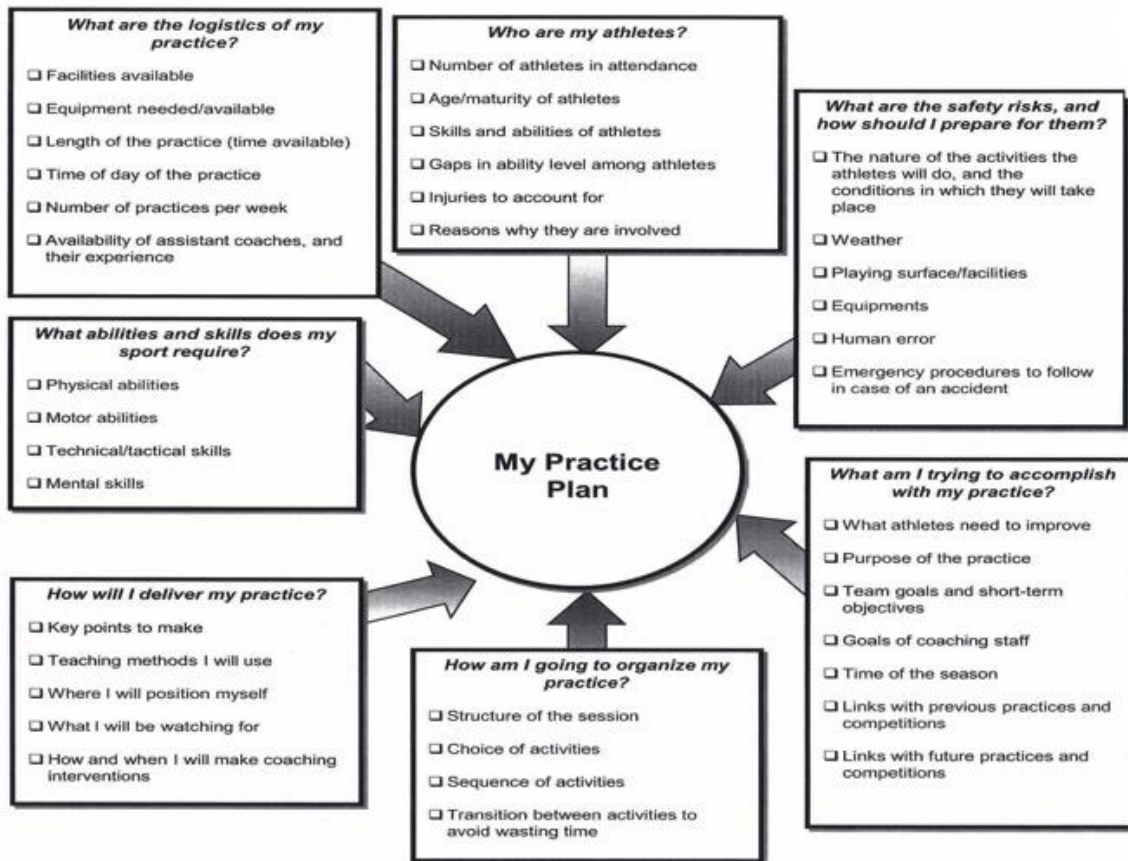 What are the logistics of my
practice?
❑ Facilities available
❑ Equipment needed/available
❑ Length of the practice (time available)
❑ Time of day of the practice
❑ Number of practices per week
❑ Availability of assistant coaches, and
their experience
Who are my athletes?
❑ Number of athletes in attendance
❑ Age/maturity of athletes
❑ Skills and abilities of athletes
❑ Gaps in ability level among athletes
❑ Injuries to account for
❑ Reasons why they are involved
What are the safety risks, and
how should I prepare for them?
❑ The nature of the activities the
athletes will do, and the
conditions in which they will take
place
❑ Weather
❑ Playing surface/facilities
❑ Equipments
❑ Human error
❑ Emergency procedures to follow
in case of an accident
What abilities and skills does my
sport require?
❑ Physical abilities
❑ Motor abilities
❑ Technical/tactical skills
❑ Mental skills
My Practice
Plan
What am I trying to accomplish
with my practice?
❑ What athletes need to improve
❑ Purpose of the practice
❑ Team goals and short-term
objectives
❑ Goals of coaching staff
❑ Time of the season
❑ Links with previous practices and
competitions
❑ Links with future practices and
competitions
How will I deliver my practice?
❑ Key points to make
❑ Teaching methods I will use
❑ Where I will position myself
❑ What I will be watching for
❑ How and when I will make coaching
interventions
How am I going to organize my
practice?
❑ Structure of the session
❑ Choice of activities
❑ Sequence of activities
❑ Transition between activities to
avoid wasting time